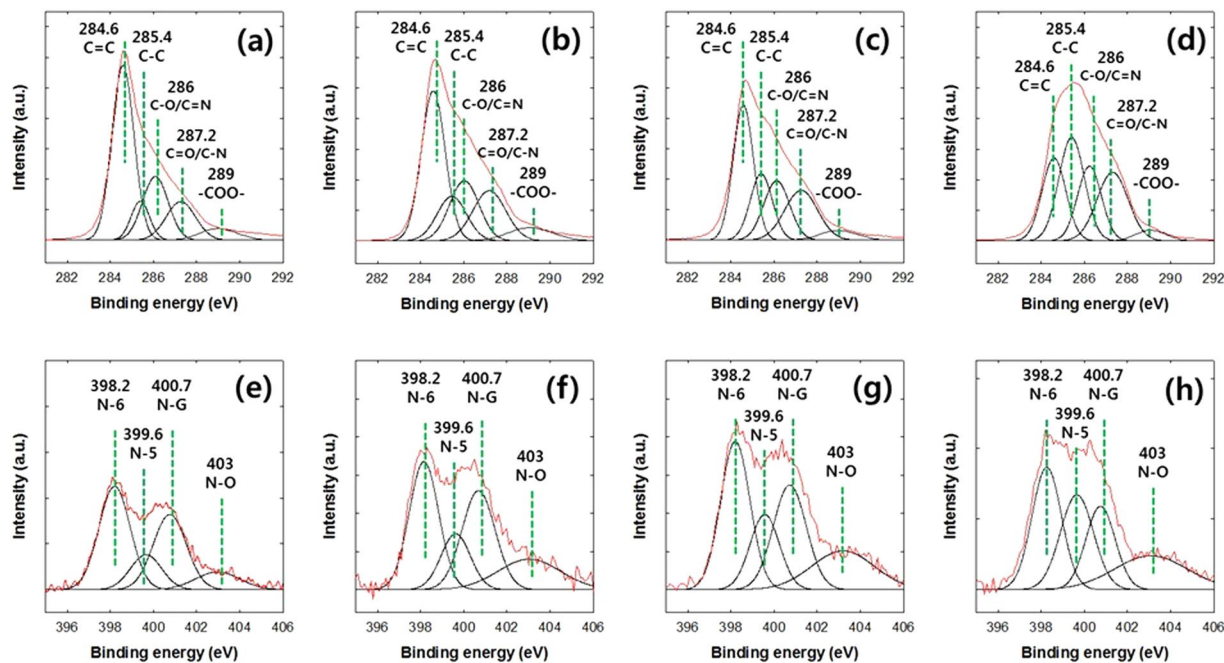 (a)
284.6
C=C
285.4
C-C
286
C-O/C=N
287.2
C=O/C-N
289
-COO-
Intensity (a.u.)
282 284 286 288 290 292
Binding energy (eV)
(b)
284.6
C=C
285.4
C-C
286
C-O/C=N
287.2
C=O/C-N
289
-COO-
Intensity (a.u.)
282 284 286 288 290 292
Binding energy (eV)
(c)
284.6
C=C
285.4
C-C
286
C-O/C=N
287.2
C=O/C-N
289
-COO-
Intensity (a.u.)
282 284 286 288 290 292
Binding energy (eV)
(d)
285.4
C-C
284.6
C=C
286
C-O/C=N
287.2
C=O/C-N
289
-COO-
Intensity (a.u.)
282 284 286 288 290 292
Binding energy (eV)
(e)
398.2
N-6
400.7
N-G
399.6
N-5
403
N-O
Intensity (a.u.)
396 398 400 402 404 406
Binding energy (eV)
(f)
398.2
N-6
400.7
N-G
399.6
N-5
403
N-O
Intensity (a.u.)
396 398 400 402 404 406
Binding energy (eV)
(g)
398.2
N-6
400.7
N-G
399.6
N-5
403
N-O
Intensity (a.u.)
396 398 400 402 404 406
Binding energy (eV)
(h)
398.2
N-6
400.7
N-G
399.6
N-5
403
N-O
Intensity (a.u.)
396 398 400 402 404 406
Binding energy (eV)